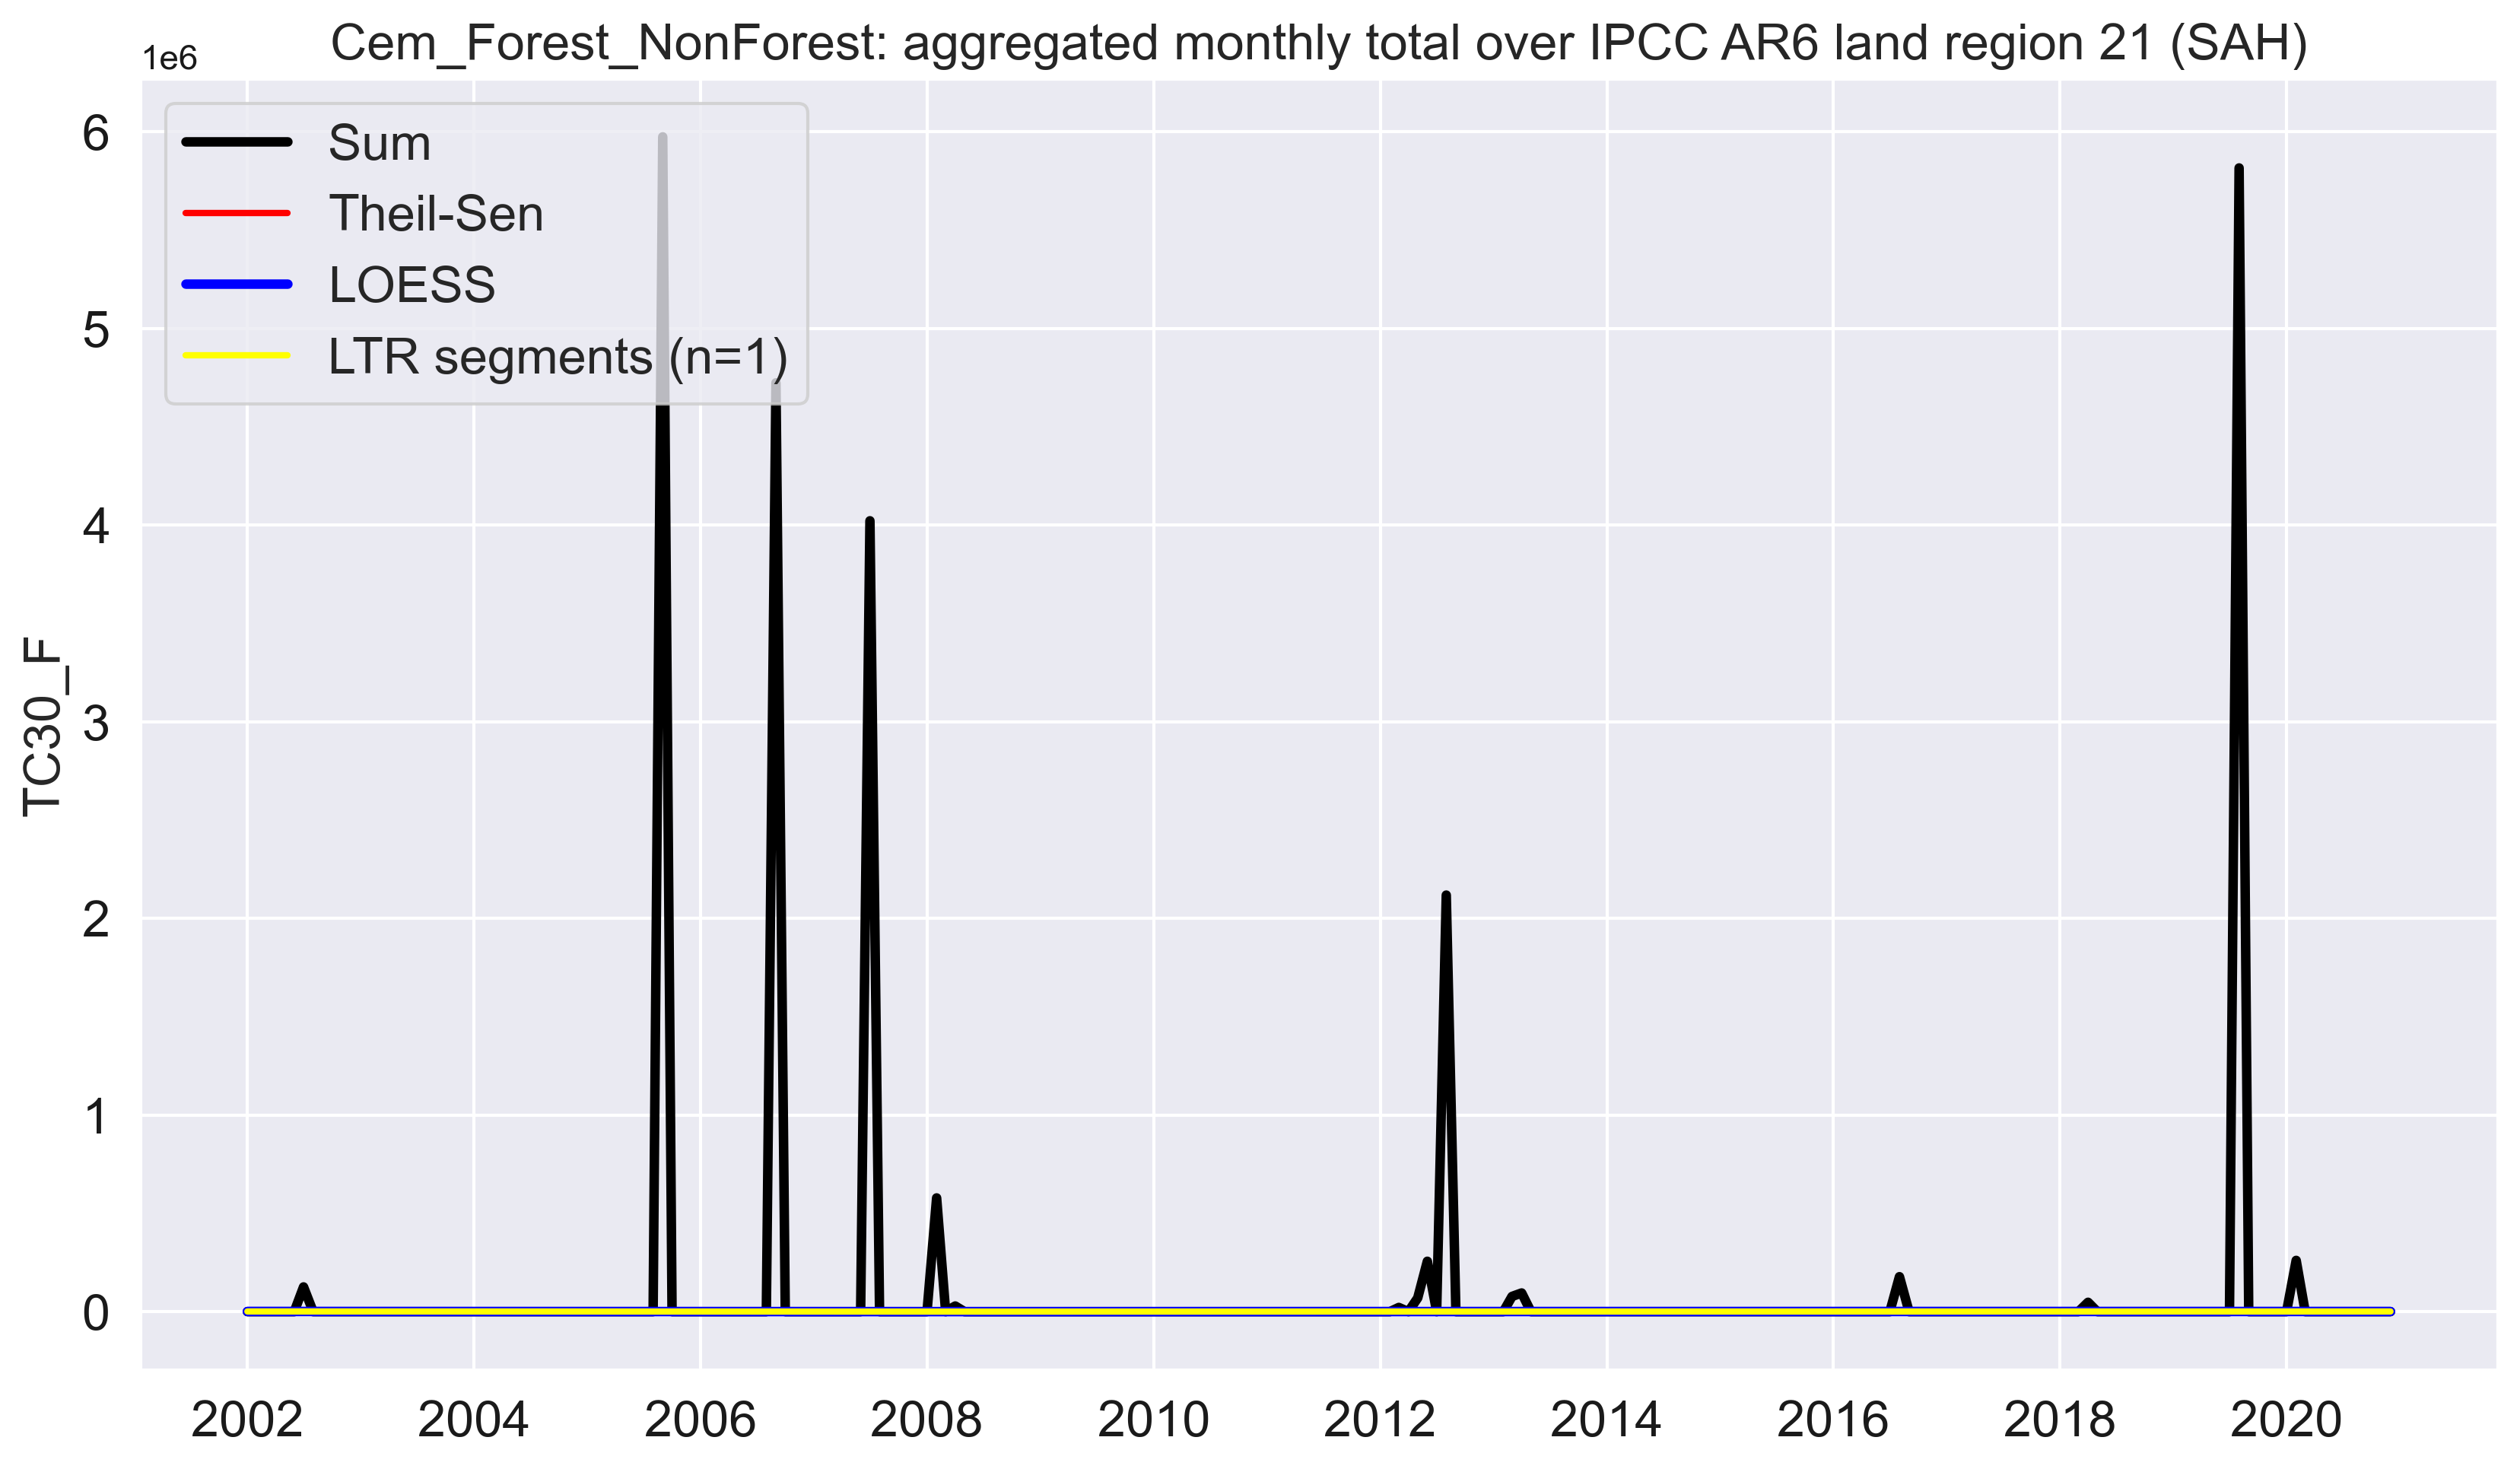 Cem_Forest_NonForest: aggregated monthly total over IPCC AR6 land region 21 (SAH)
1e6
Sum
Theil-Sen
LOESS
LTR segments (n=1)
6
5
4
3
2
1
0
TC30_F
2002 2004 2006 2008 2010 2012 2014 2016 2018 2020